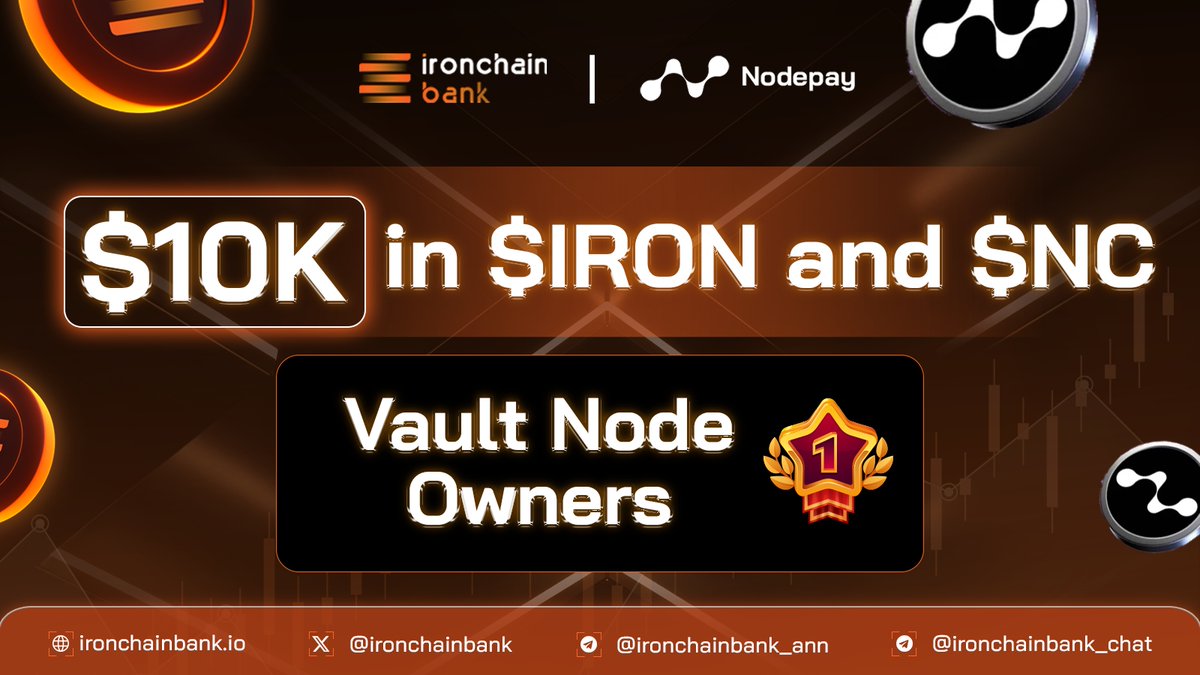 ironchain
bank
Nodepay
$10K in $IRON and $NC
Vault Node
Owners
1
ironchainbank.io
@ironchainbank
@ironchainbank_ann
@ironchainbank_chat